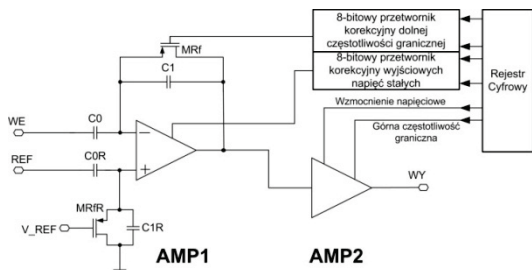 8-bitowy przetwornik
korekcyjny dolnej
częstotliwości granicznej
8-bitowy przetwornik
korekcyjny wyjściowych
napięć stałych
Rejestr
Cyfrowy
Wzmocnienie napięciowe
Górna częstotliwość
graniczna
MRf
C1
WE
C0
REF
C0R
MRfR
V_REF
C1R
WY
AMP1
AMP2